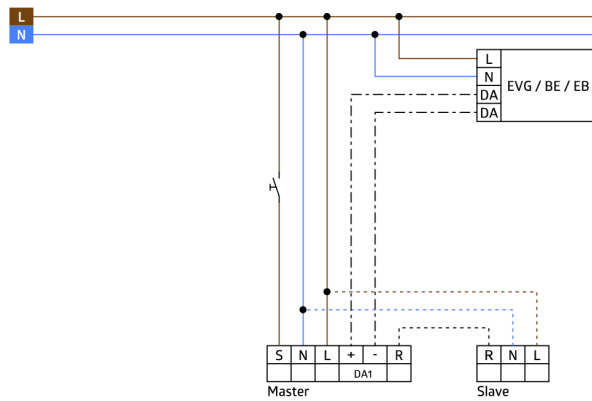 L
N
L
N
DA
DA
EVG / BE / EB
S N L + - R
DA1
Master
R N L
Slave